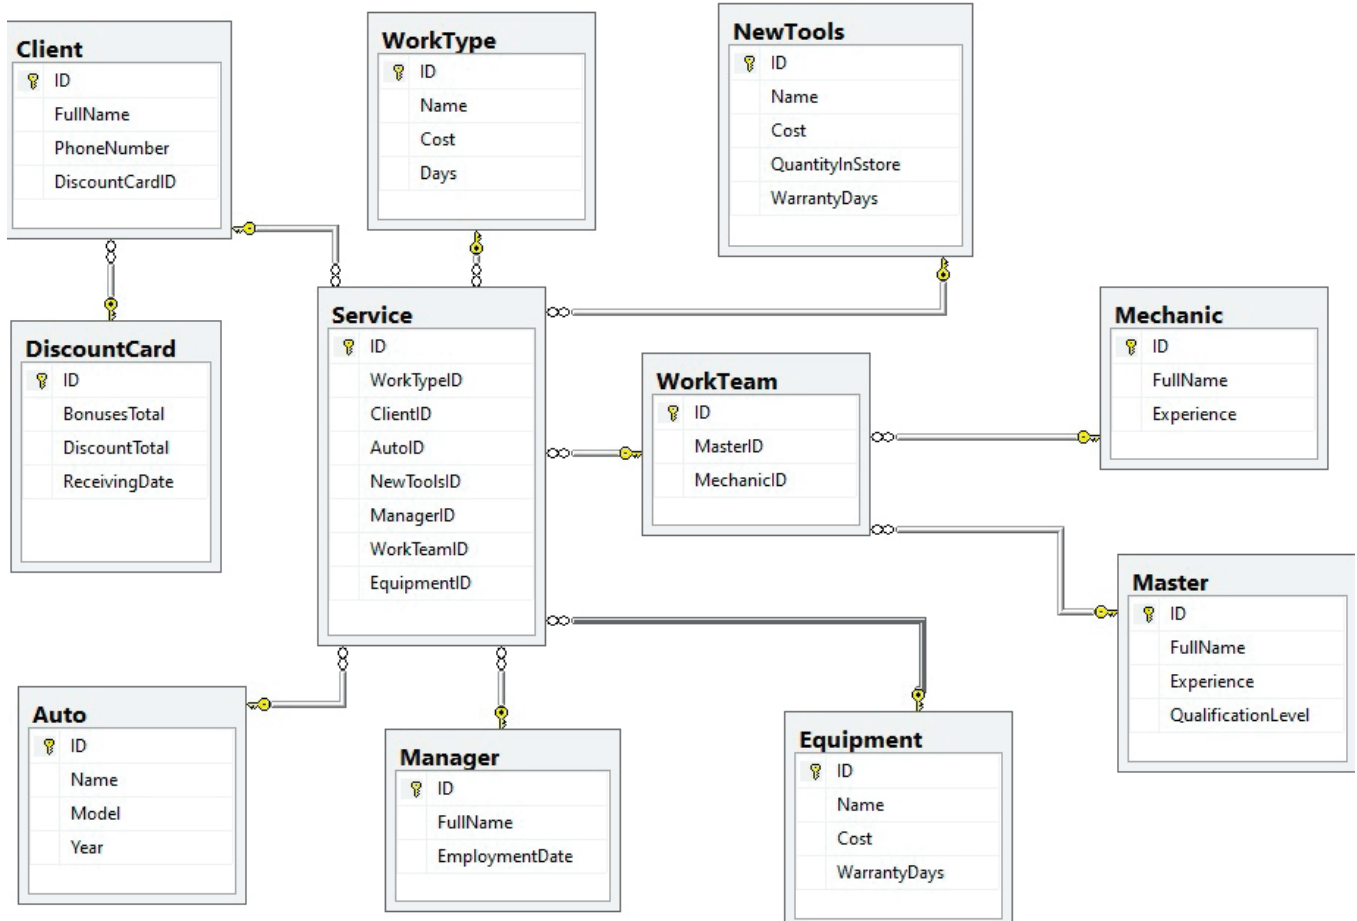 Client
ID
FullName
PhoneNumber
DiscountCardID
WorkType
ID
Name
Cost
Days
NewTools
ID
Name
Cost
QuantityInSstore
WarrantyDays
DiscountCard
ID
BonusesTotal
DiscountTotal
ReceivingDate
Service
ID
WorkTypeID
ClientID
AutoID
NewToolsID
ManagerID
WorkTeamID
EquipmentID
WorkTeam
ID
MasterID
MechanicID
Mechanic
ID
FullName
Experience
Master
ID
FullName
Experience
QualificationLevel
Auto
ID
Name
Model
Year
Manager
ID
FullName
EmploymentDate
Equipment
ID
Name
Cost
WarrantyDays